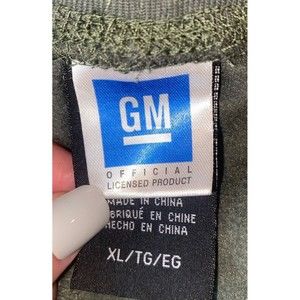 GM
OFFICIAL
LICENSED PRODUCT
MADE IN CHINA
FABRIQUÉ EN CHINE
HECHO EN CHINA
XL/TG/EG